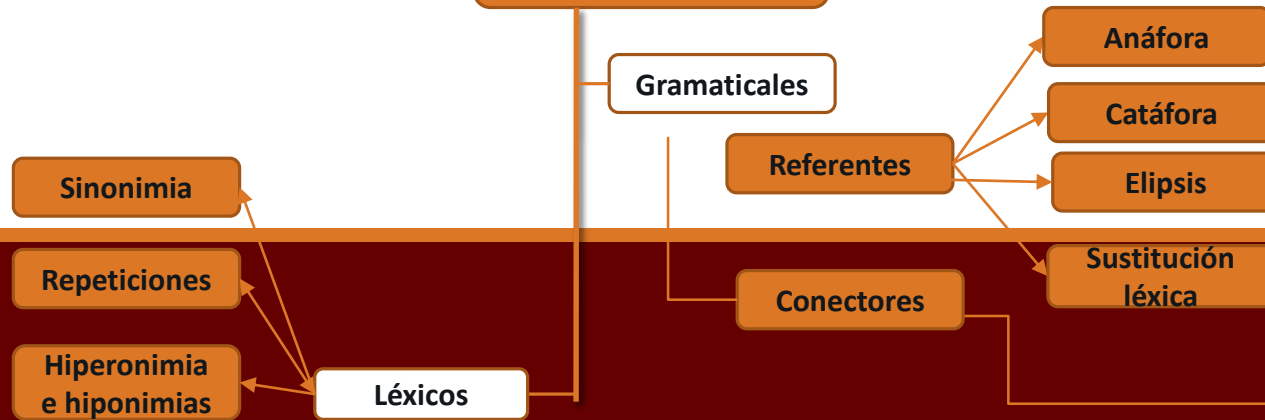 Gramaticales
Referentes
Anáfora
Catáfora
Elipsis
Sustitución
léxica
Conectores
Sinonimia
Repeticiones
Hiperonimia
e hiponimias
Léxicos